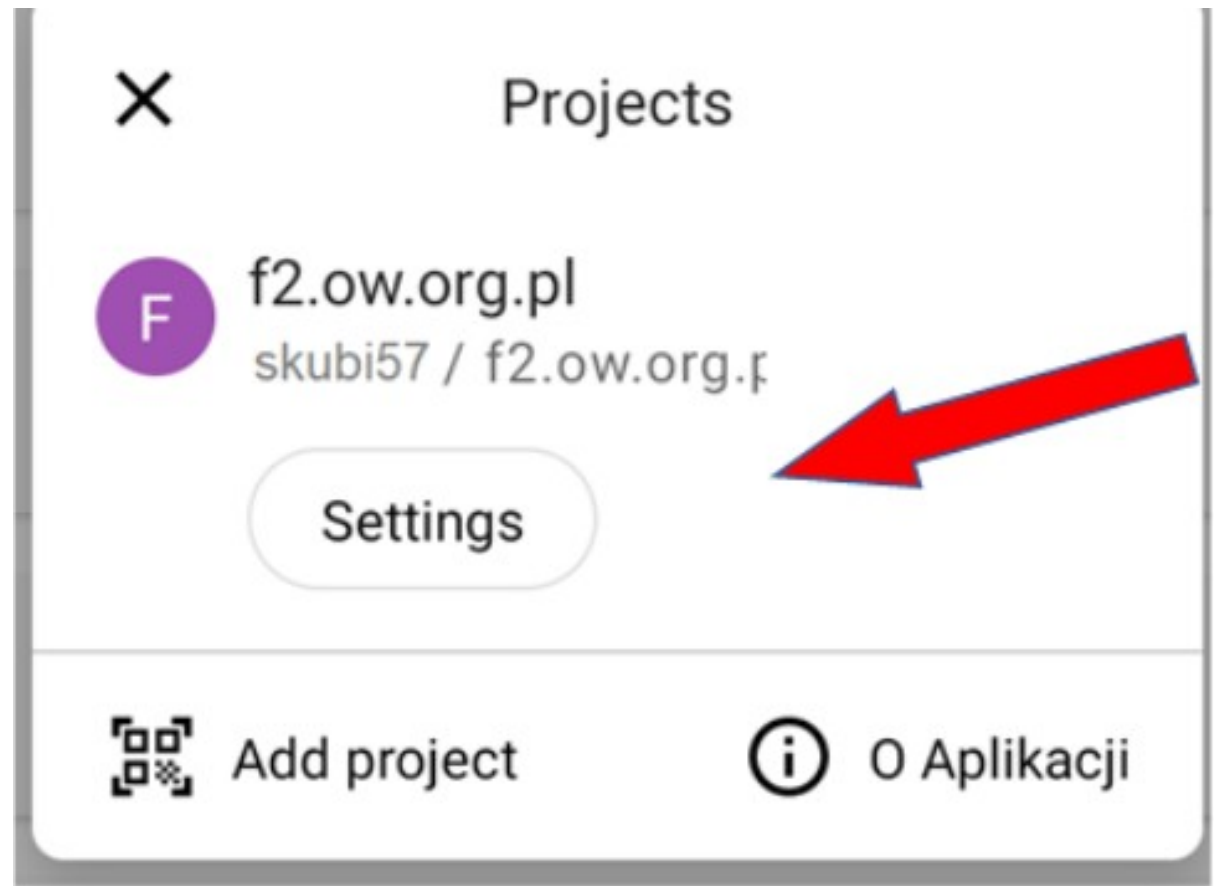 Projects
F
f2.ow.org.pl
skubi57 / f2.ow.org.p
Settings
Add project
O Aplikacji